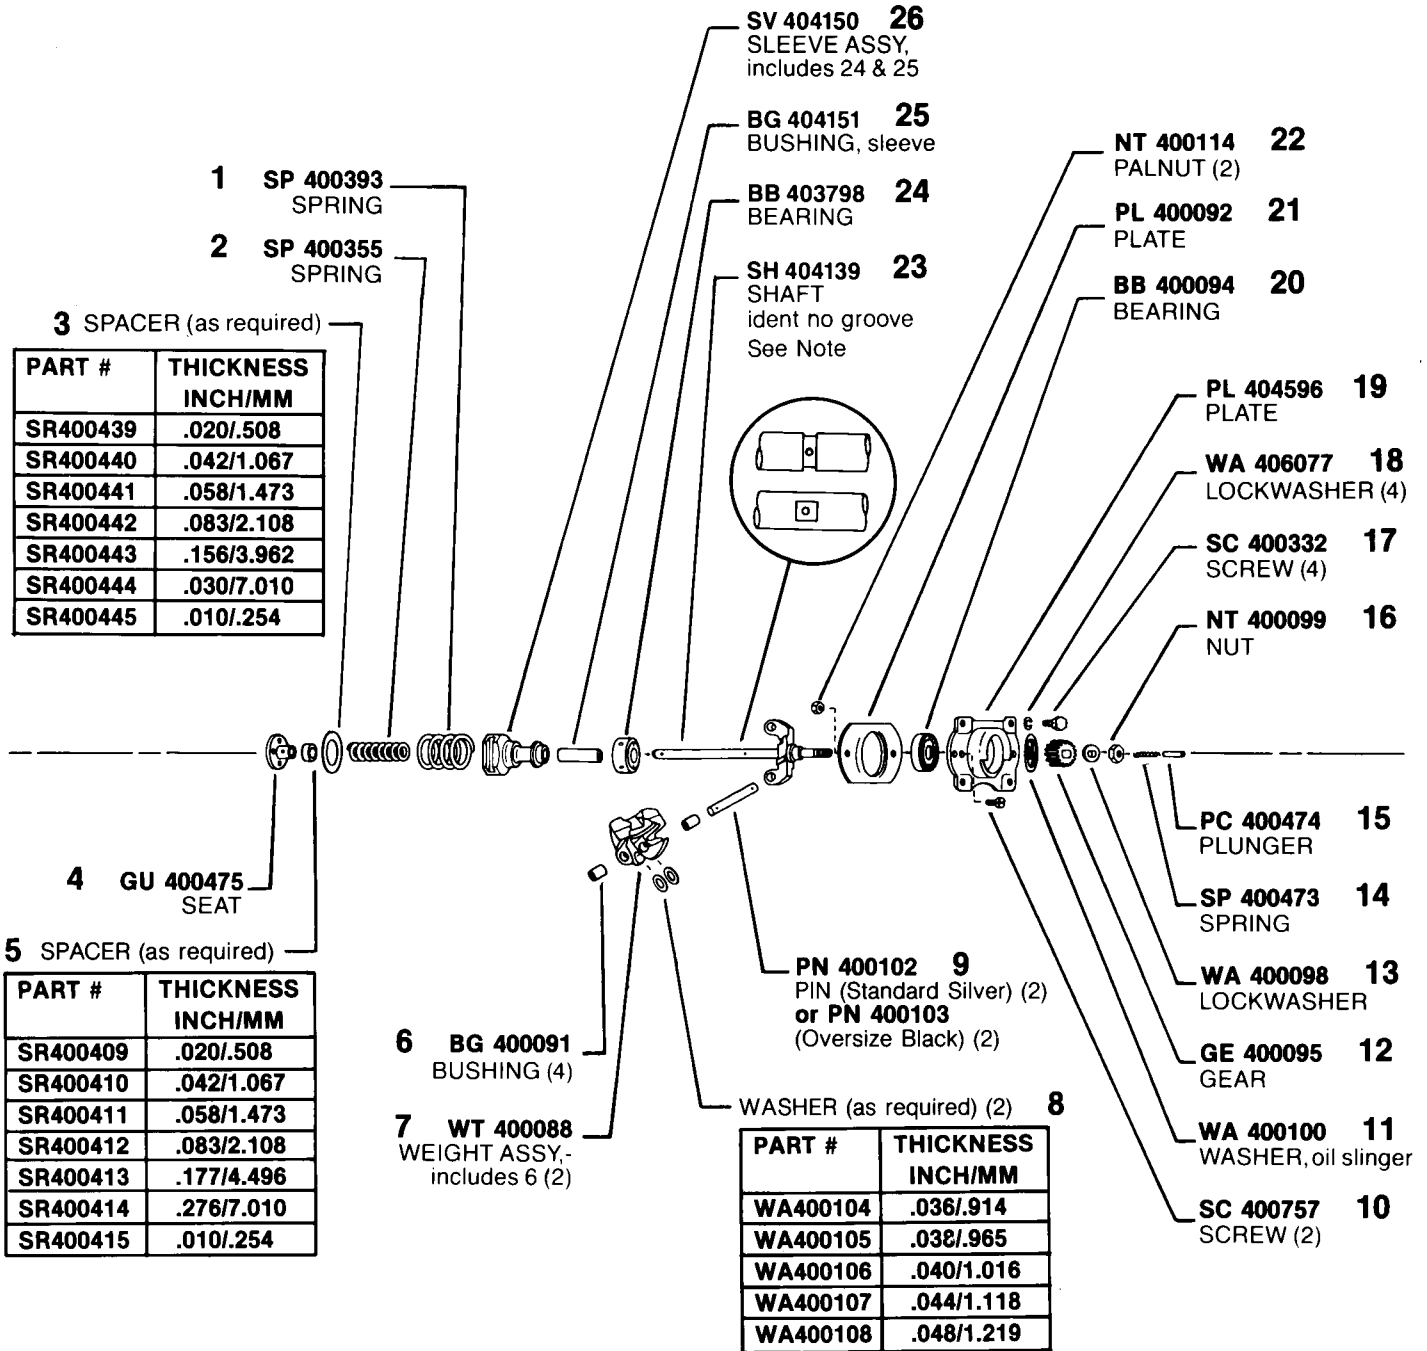 SV 404150 26
SLEEVE ASSY,
includes 24 & 25
BG 404151 25
BUSHING, sleeve
BB 403798 24
BEARING
SH 404139 23
SHAFT
ident no groove
See Note
NT 400114 22
PALNUT (2)
PL 400092 21
PLATE
BB 400094 20
BEARING
PL 404596 19
PLATE
WA 406077 18
LOCKWASHER (4)
SC 400332 17
SCREW (4)
NT 400099 16
NUT
1 SP 400393
SPRING
2 SP 400355
SPRING
3 SPACER (as required)
PART # THICKNESS
INCH/MM
SR400439 .020/.508
SR400440 .042/1.067
SR400441 .058/1.473
SR400442 .083/2.108
SR400443 .156/3.962
SR400444 .030/7.010
SR400445 .010/.254
4 GU 400475
SEAT
5 SPACER (as required)
PART # THICKNESS
INCH/MM
SR400409 .020/.508
SR400410 .042/1.067
SR400411 .058/1.473
SR400412 .083/2.108
SR400413 .177/4.496
SR400414 .276/7.010
SR400415 .010/.254
6 BG 400091
BUSHING (4)
7 WT 400088
WEIGHT ASSY,-
includes 6 (2)
PN 400102 9
PIN (Standard Silver) (2)
or PN 400103
(Oversize Black) (2)
WASHER (as required) (2) 8
PART # THICKNESS
INCH/MM
WA400104 .036/.914
WA400105 .038/.965
WA400106 .040/1.016
WA400107 .044/1.118
WA400108 .048/1.219
PC 400474 15
PLUNGER
SP 400473 14
SPRING
WA 400098 13
LOCKWASHER
GE 400095 12
GEAR
WA 400100 11
WASHER, oil slinger
SC 400757 10
SCREW (2)